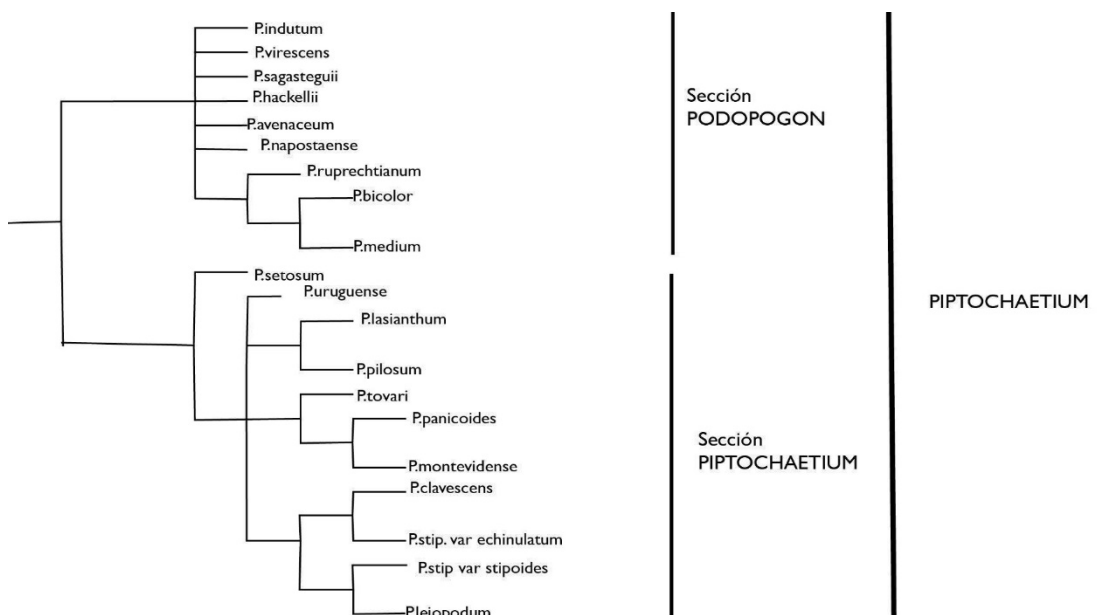 P.indutum
P.virescens
P.sagasteguii
P.hackellii
P.avenaceum
P.napostaense
P.ruprechtianum
P.bicolor
P.medium
P.setosum
P.uruguense
P.lasianthum
P.pilosum
P.tovari
P.panicoides
P.montevidense
P.clavescens
P.stip. var echinulatum
P.stip var stipoides
P.leiopodum
Sección
PODOPOGON
Sección
PIPTOCHAETIUM
PIPTOCHAETIUM